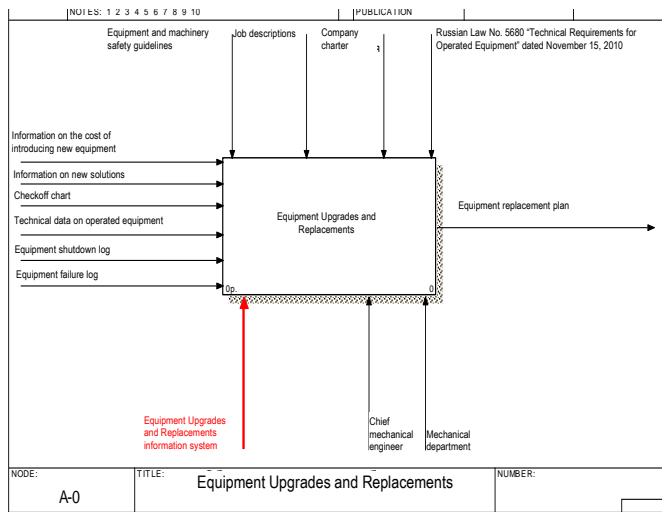 NOTES: 1 2 3 4 5 6 7 8 9 10
PUBLICATION
Equipment and machinery
safety guidelines
Job descriptions
Company
charter
Russian Law No. 5680 “Technical Requirements for
Operated Equipment” dated November 15, 2010
Information on the cost of
introducing new equipment
Information on new solutions
Checkoff chart
Technical data on operated equipment
Equipment shutdown log
Equipment failure log
Equipment Upgrades and
Replacements
0p.
0
Equipment replacement plan
Equipment Upgrades
and Replacements
information system
Chief
mechanical
engineer
Mechanical
department
NODE:
A-0
TITLE:
Equipment Upgrades and Replacements
NUMBER: